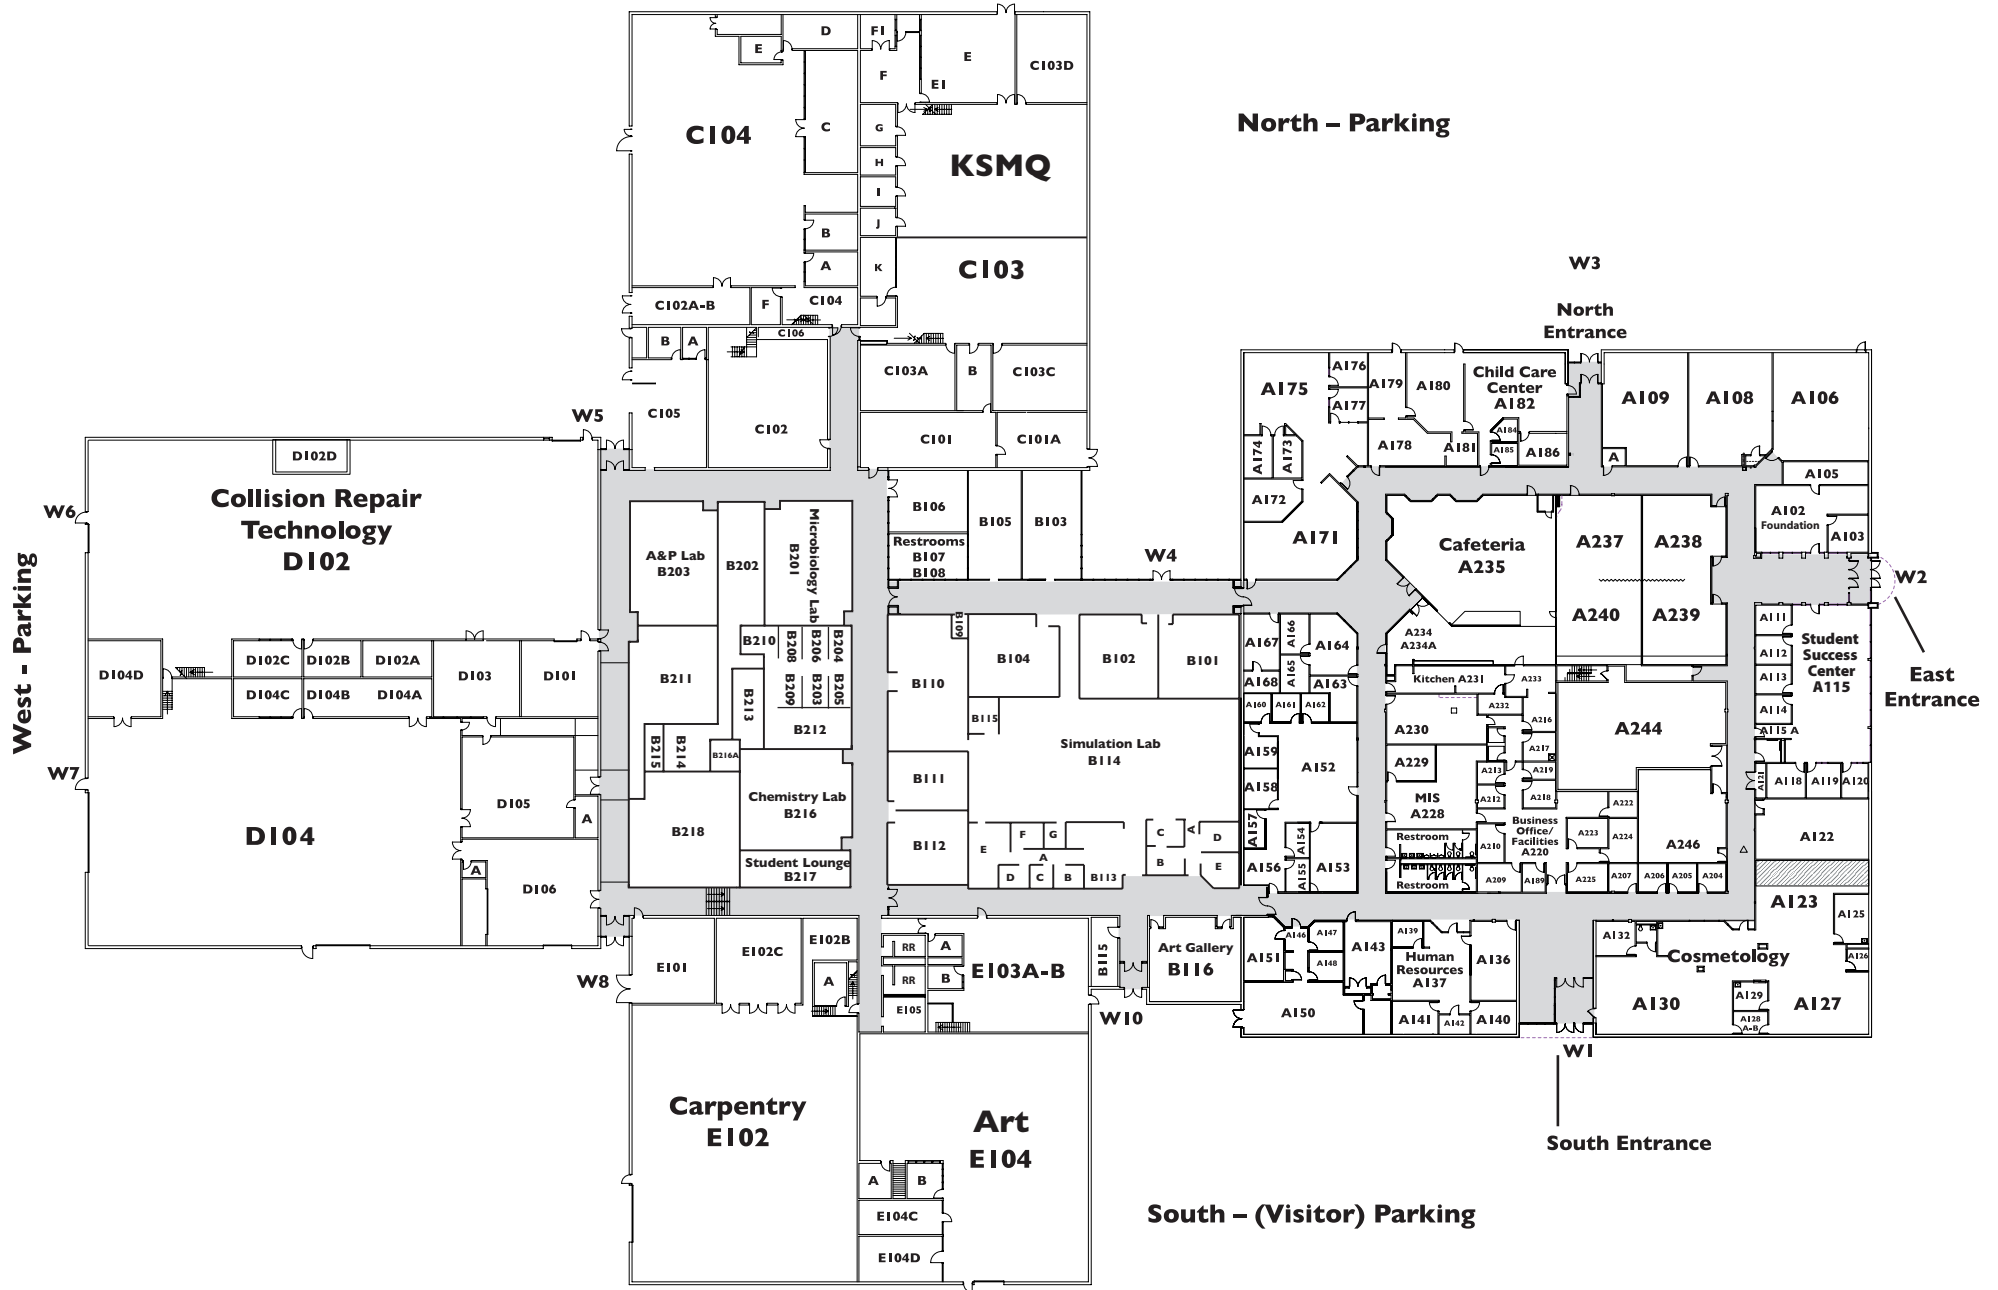 North – Parking
C104
E
D
F1
F
E
E1
C103D
C
G
H
I
J
K
B
A
KSMQ
C103
C102A-B
F
C104
C106
B
A
C105
C102
C103A
B
C103C
C101
C101A
W3
North
Entrance
A175
A176
A177
A179
A180
Child Care
Center
A182
A184
A185
A186
A178
A181
A174
A173
A172
A171
A109
A
A108
A106
A105
A102
Foundation
A103
W2
East
Entrance
West - Parking
W5
W6
W7
W8
D102D
Collision Repair
Technology
D102
D104D
D102C
D102B
D102A
D104C
D104B
D104A
D103
D101
D104
D105
A
D106
A
A&P Lab
B203
B202
Microbiology Lab
B201
B210
B208
B206
B204
B209
B203
B205
B211
B213
B212
B215
B214
B216A
Chemistry Lab
B216
B218
Student Lounge
B217
B106
Restrooms
B107
B108
B105
B103
W4
B109
B104
B102
B101
B110
B115
Simulation Lab
B114
B111
B112
E
F
G
A
D
C
B
B113
C
A
D
B
E
A167
A166
A164
A168
A165
A163
A160
A161
A162
A159
A158
A152
A157
A154
A156
A155
A153
Cafeteria
A235
A237
A238
A240
A239
A234
A234A
Kitchen A231
A233
A232
A216
A230
A217
A229
A213
A219
A212
A218
MIS
A228
Restroom
Restroom
A210
Business
Office/
Facilities
A220
A209
A189
A244
A222
A223
A224
A246
A225
A207
A206
A205
A204
A111
A112
A113
A114
A115A
Student
Success
Center
A115
A121
A118
A119
A120
A122
A123
A125
A126
A132
Cosmetology
A130
A129
A128
A-B
A127
E101
E102C
E102B
A
RR
RR
A
B
E103A-B
E105
B115
Art Gallery
B116
W10
A151
A146
A147
A148
A143
A139
Human
Resources
A137
A136
A150
A141
A142
A140
W1
South Entrance
Carpentry
E102
Art
E104
A
B
E104C
E104D
South – (Visitor) Parking